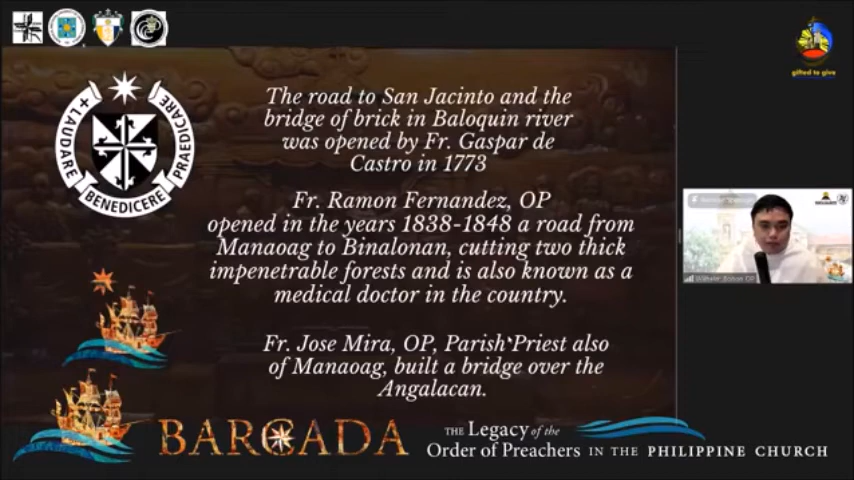 gifted to give
LAUDARE
BENEDICERE
PRAEDICARE
The road to San Jacinto and the
bridge of brick in Baloquin river
was opened by Fr. Gaspar de
Castro in 1773
Fr. Ramon Fernandez, OP
opened in the years 1838-1848 a road from
Manaoag to Binalonan, cutting two thick
impenetrable forests and is also known as a
medical doctor in the country.
Fr. Jose Mira, OP, Parish Priest also
of Manaoag, built a bridge over the
Angalacan.
BARCADA
THE Legacy of the
Order of Preachers IN THE PHILIPPINE CHURCH